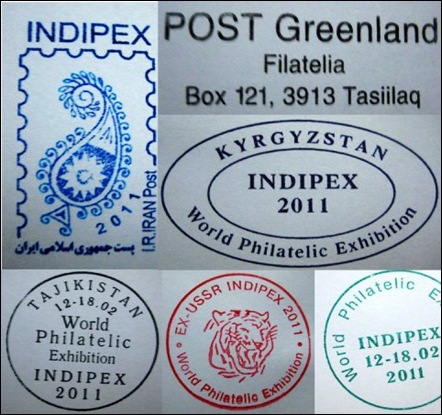 INDIPEX
2011
I.R.IRAN Post
پست جمهوری اسلامی ایران
POST Greenland
Filatelia
Box 121, 3913 Tasiilaq
KYRGYZSTAN
INDIPEX
2011
World Philatelic Exhibition
TAJIKISTAN
12-18.02
World
Philatelic
Exhibition
INDIPEX
2011
EX-USSR INDIPEX 2011
World Philatelic Exhibition
World Philatelic
INDIPEX
12-18.02
2011